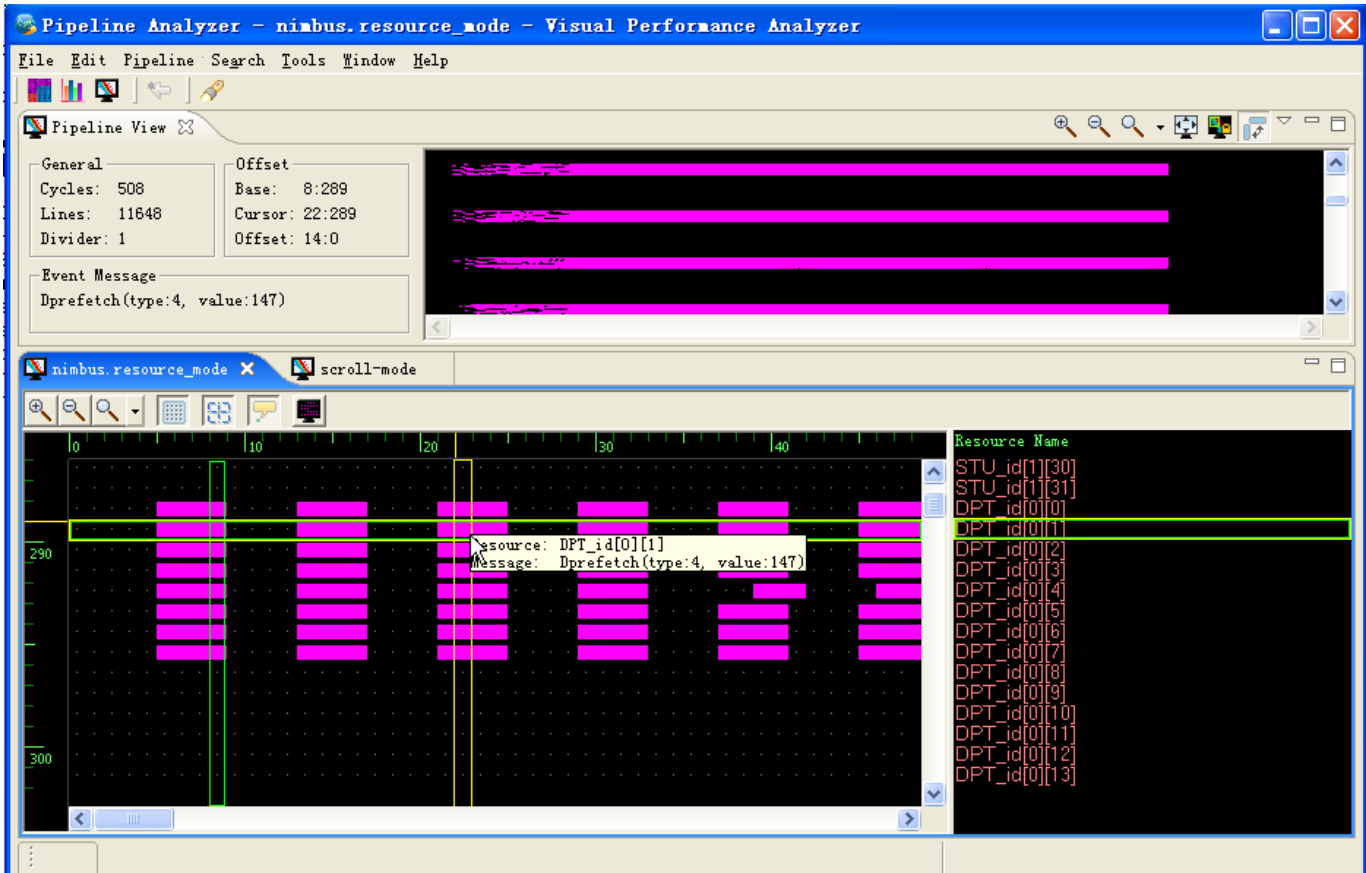 Pipeline Analyzer - nimbus.resource_mode - Visual Performance Analyzer
File Edit Pipeline Search Tools Window Help
Pipeline View
General
Cycles: 508
Lines: 11648
Divider: 1
Offset
Base: 8:289
Cursor: 22:289
Offset: 14:0
Event Message
Dprefetch(type:4, value:147)
nimbus.resource_mode
scroll-mode
0 10 20 30 40
290
300
Resource: DPT_id[0][1]
Message: Dprefetch(type:4, value:147)
Resource Name
STU_id[1][30]
STU_id[1][31]
DPT_id[0][0]
DPT_id[0][1]
DPT_id[0][2]
DPT_id[0][3]
DPT_id[0][4]
DPT_id[0][5]
DPT_id[0][6]
DPT_id[0][7]
DPT_id[0][8]
DPT_id[0][9]
DPT_id[0][10]
DPT_id[0][11]
DPT_id[0][12]
DPT_id[0][13]